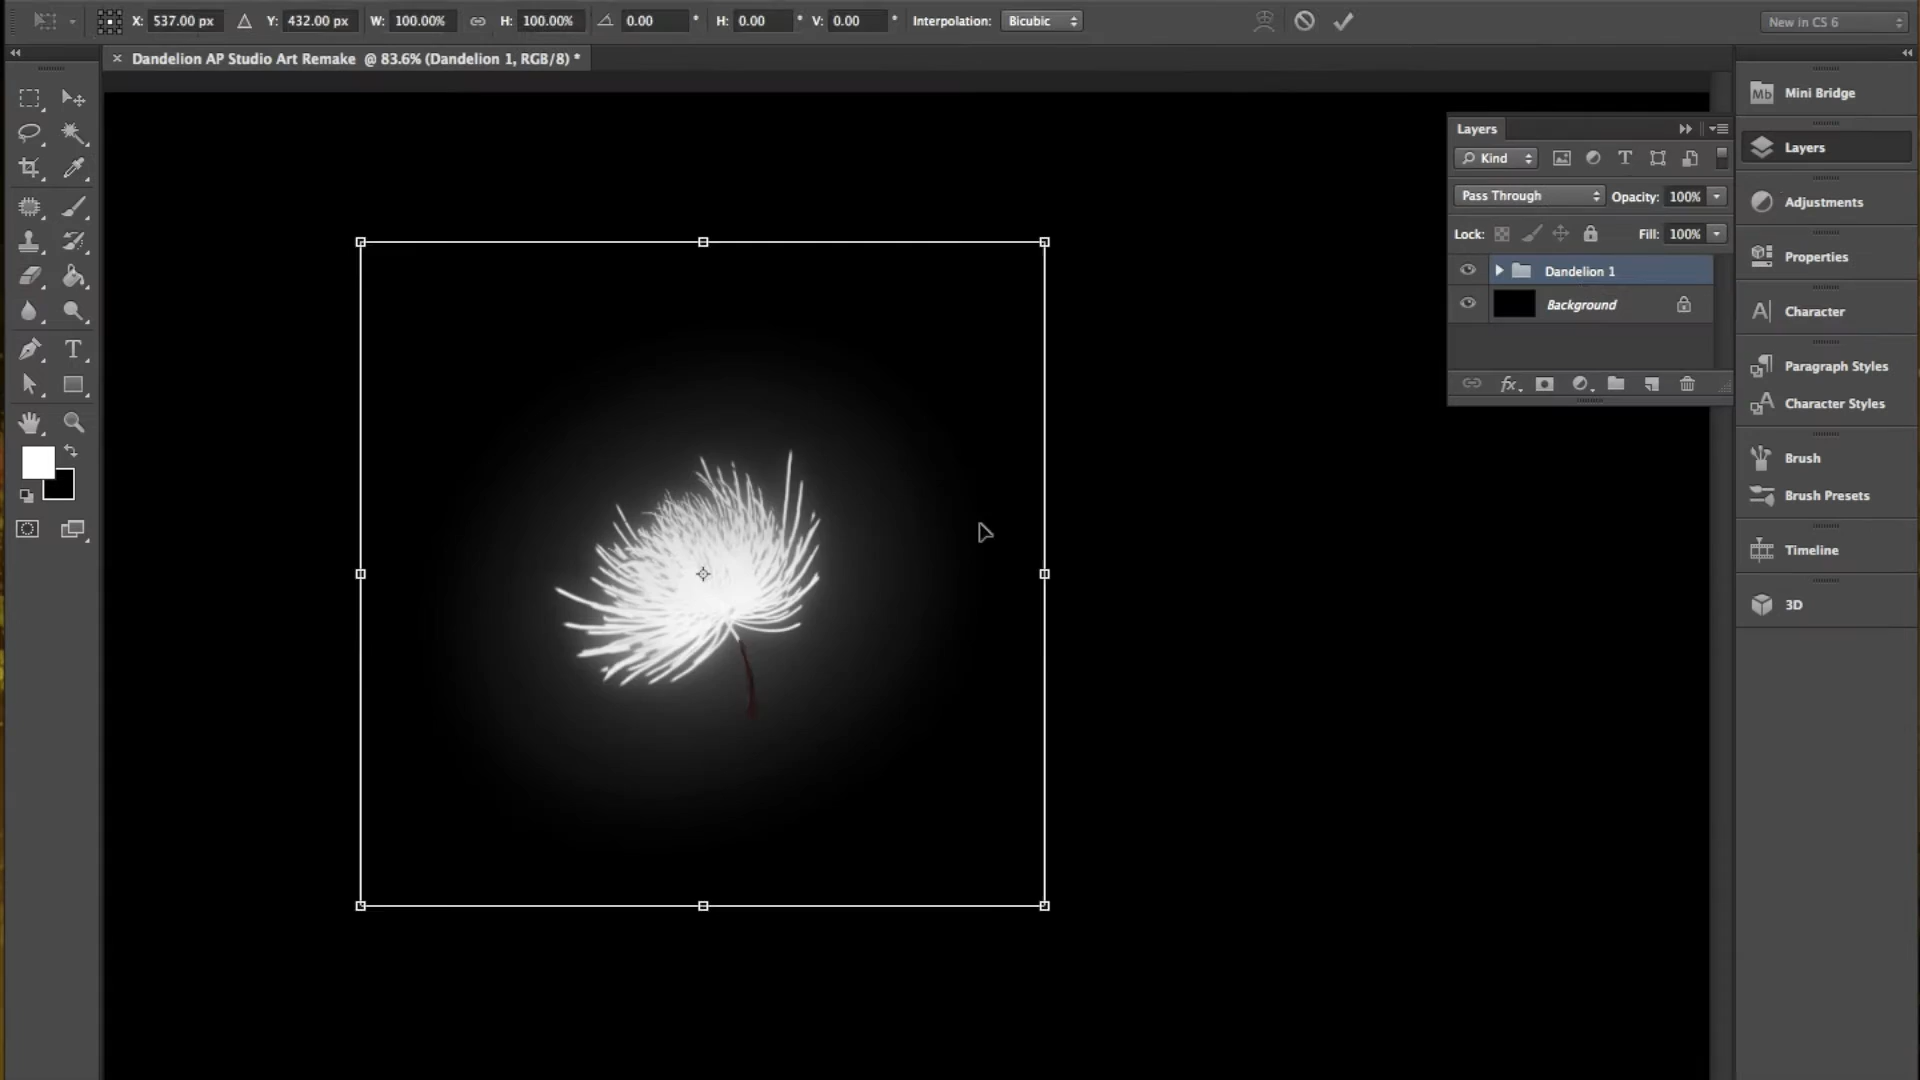 X: 537.00 px Y: 432.00 px W: 100.00% H: 100.00% 0.00 ° H: 0.00 ° V: 0.00 ° Interpolation: Bicubic New in CS 6
× Dandelion AP Studio Art Remake @ 83.6% (Dandelion 1, RGB/8) *
Layers
Kind
Pass Through Opacity: 100%
Lock: Fill: 100%
Dandelion 1
Background
fx
Mb Mini Bridge
Layers
Adjustments
Properties
A Character
Paragraph Styles
A Character Styles
Brush
Brush Presets
Timeline
3D